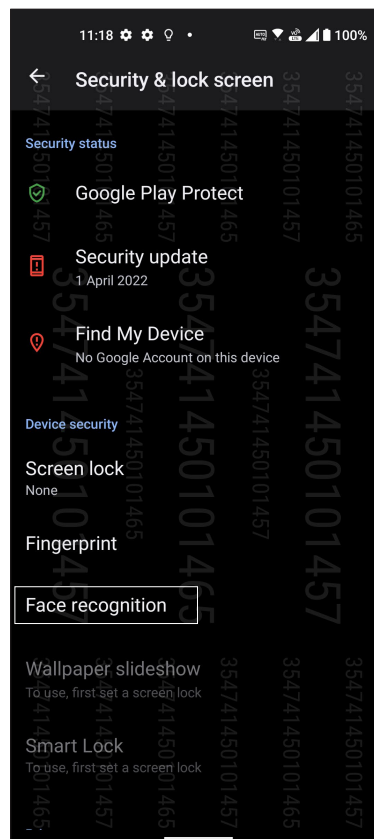 11:18
100%
Security & lock screen
Security status
Google Play Protect
Security update
1 April 2022
Find My Device
No Google Account on this device
Device security
Screen lock
None
Fingerprint
Face recognition
Wallpaper slideshow
To use, first set a screen lock
Smart Lock
To use, first set a screen lock
354741450101457
354741450101465